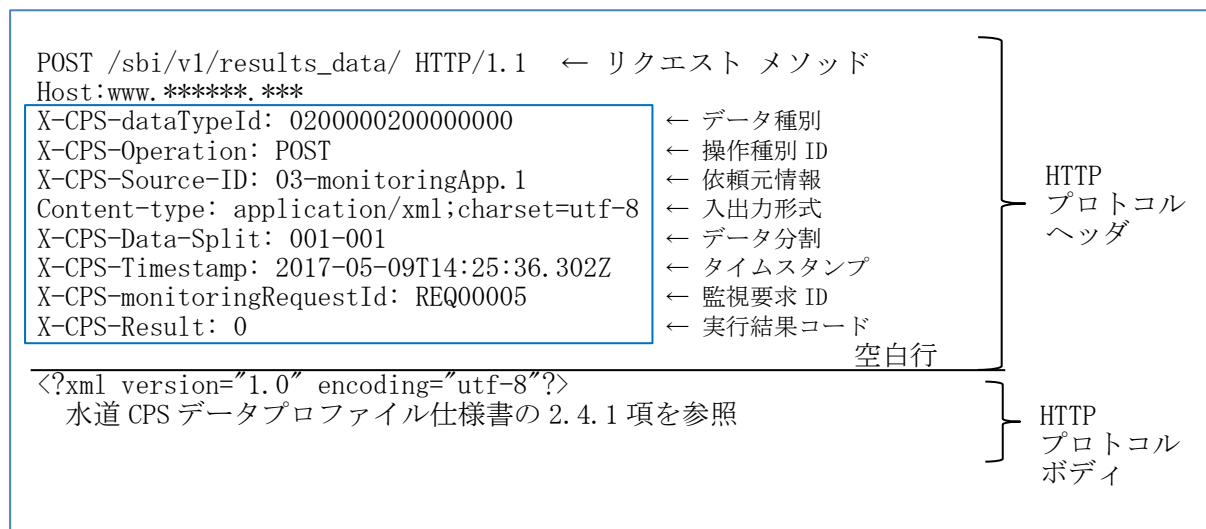 POST /sbi/v1/results_data/ HTTP/1.1 ← リクエスト メソッド
Host:www.******.***
X-CPS-dataTypeId: 0200000200000000 ← データ種別
X-CPS-Operation: POST ← 操作種別 ID
X-CPS-Source-ID: 03-monitoringApp.1 ← 依頼元情報
Content-type: application/xml;charset=utf-8 ← 入出力形式
X-CPS-Data-Split: 001-001 ← データ分割
X-CPS-Timestamp: 2017-05-09T14:25:36.302Z ← タイムスタンプ
X-CPS-monitoringRequestId: REQ00005 ← 監視要求 ID
X-CPS-Result: 0 ← 実行結果コード
空白行
HTTP
プロトコル
ヘッダ
<?xml version="1.0" encoding="utf-8"?>
水道 CPS データプロファイル仕様書の 2.4.1 項を参照
HTTP
プロトコル
ボディ